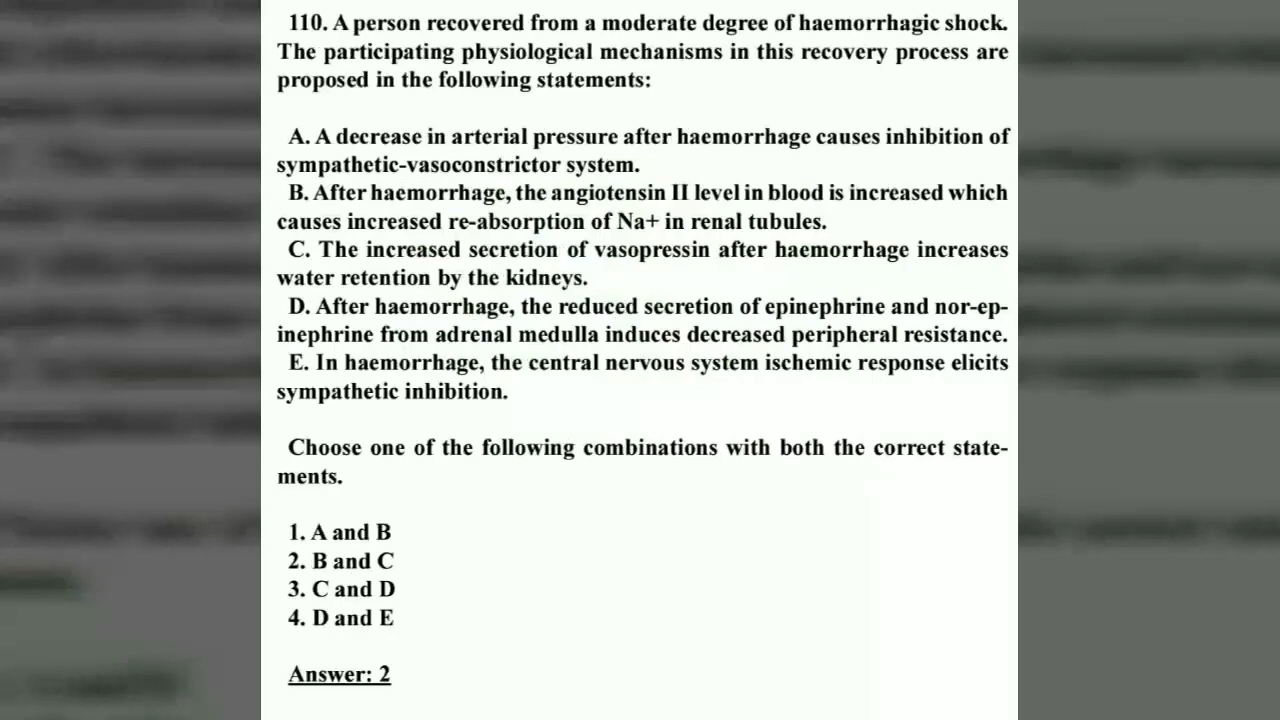 110. A person recovered from a moderate degree of haemorrhagic shock.
The participating physiological mechanisms in this recovery process are
proposed in the following statements:
A. A decrease in arterial pressure after haemorrhage causes inhibition of
sympathetic-vasoconstrictor system.
B. After haemorrhage, the angiotensin II level in blood is increased which
causes increased re-absorption of Na+ in renal tubules.
C. The increased secretion of vasopressin after haemorrhage increases
water retention by the kidneys.
D. After haemorrhage, the reduced secretion of epinephrine and nor-ep-
inephrine from adrenal medulla induces decreased peripheral resistance.
E. In haemorrhage, the central nervous system ischemic response elicits
sympathetic inhibition.
Choose one of the following combinations with both the correct state-
ments.
1. A and B
2. B and C
3. C and D
4. D and E
Answer: 2